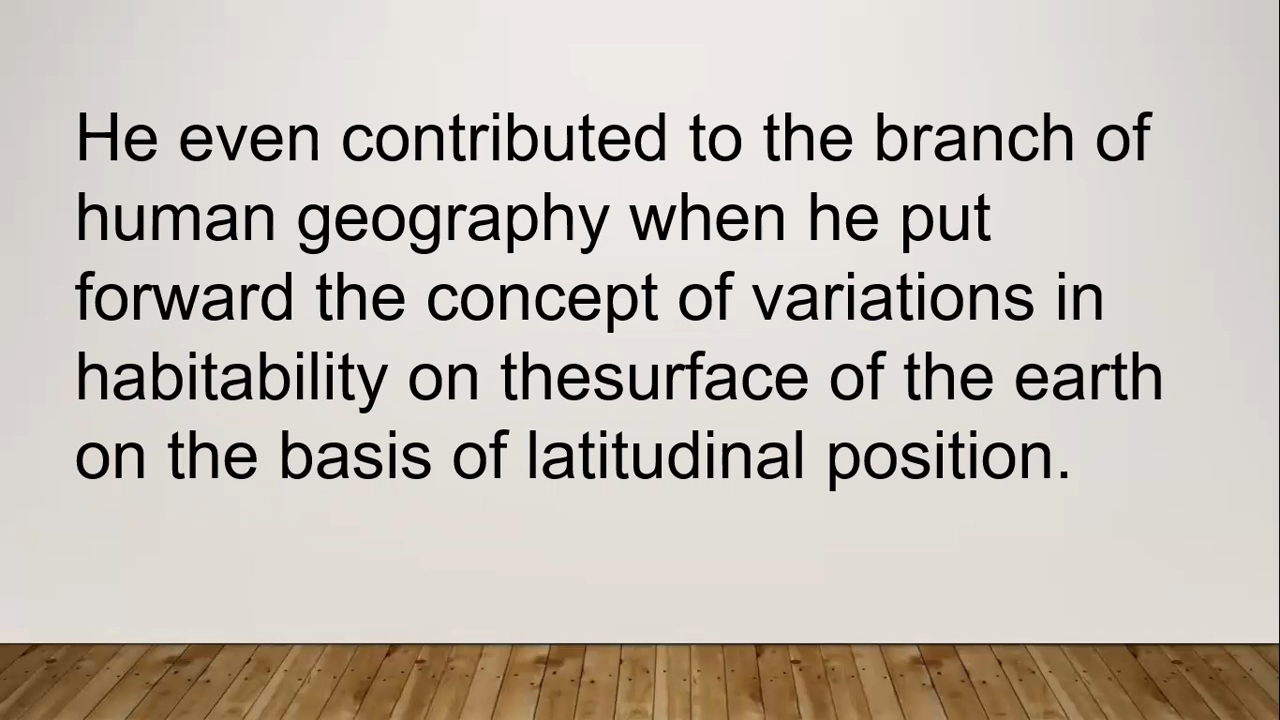 He even contributed to the branch of
human geography when he put
forward the concept of variations in
habitability on thesurface of the earth
on the basis of latitudinal position.